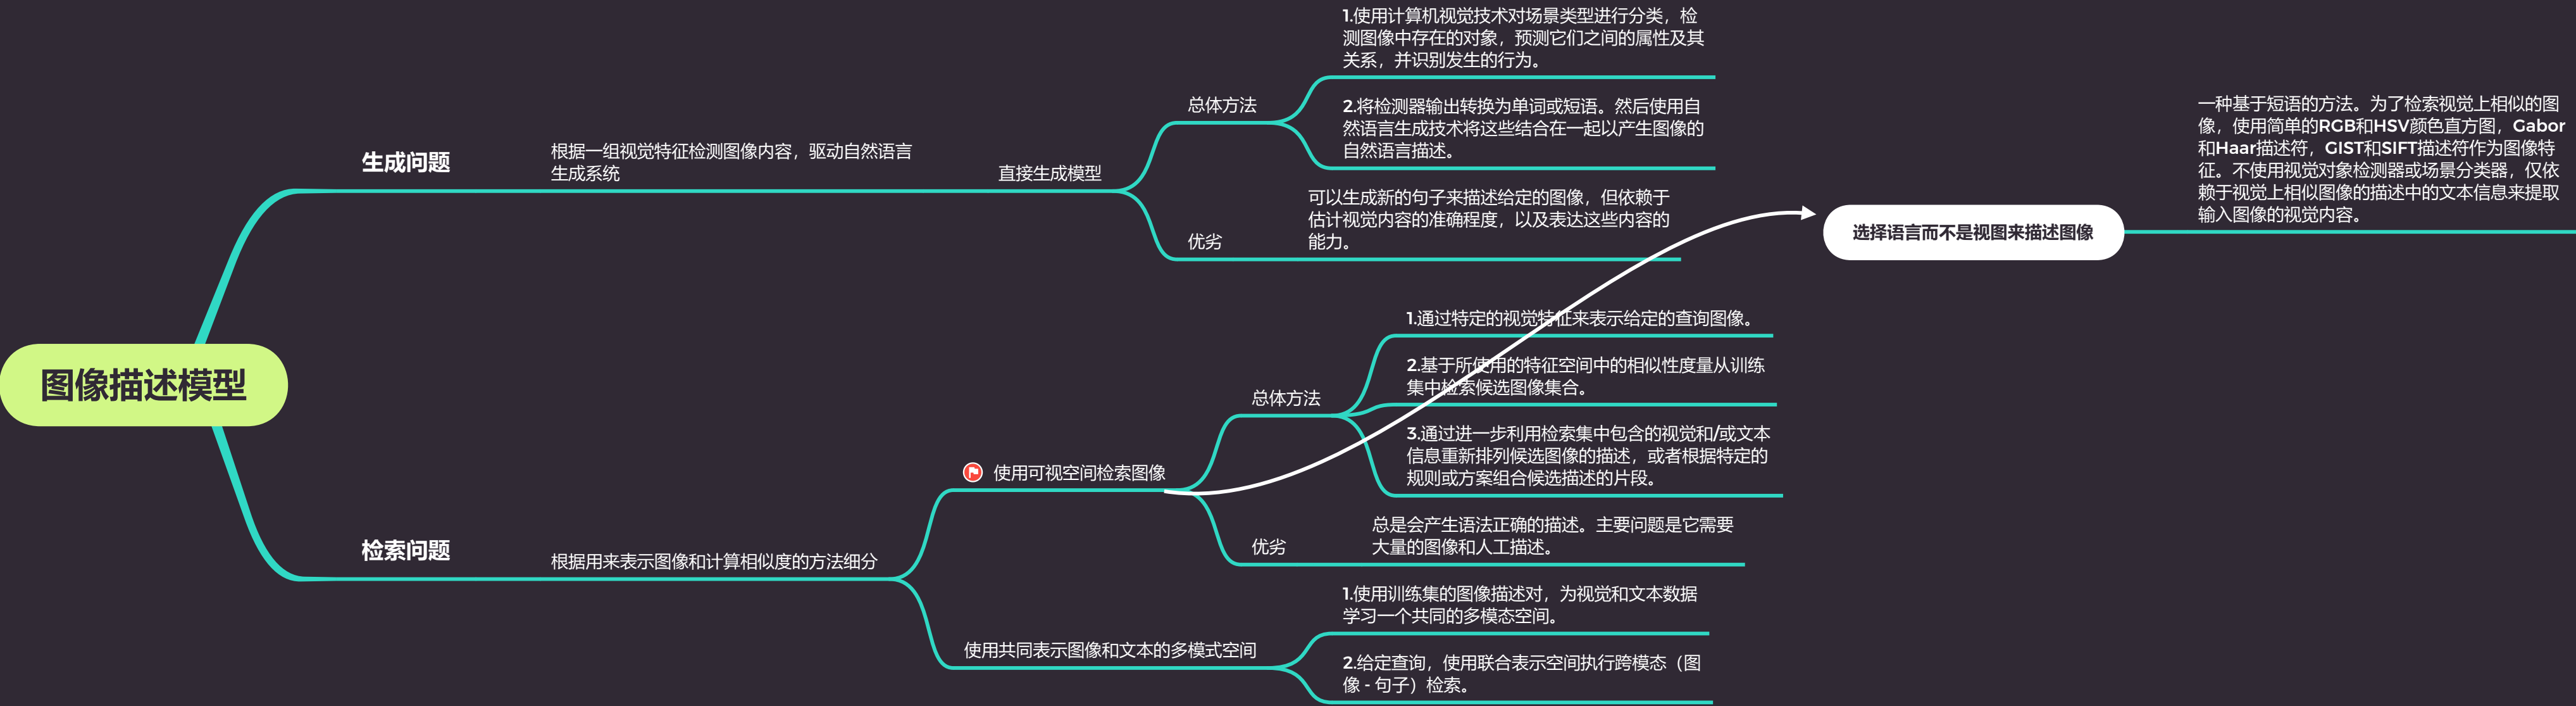 图像描述模型
生成问题
根据一组视觉特征检测图像内容，驱动自然语言
生成系统
直接生成模型
总体方法
1.使用计算机视觉技术对场景类型进行分类，检
测图像中存在的对象，预测它们之间的属性及其
关系，并识别发生的行为。
2.将检测器输出转换为单词或短语。然后使用自
然语言生成技术将这些结合在一起以产生图像的
自然语言描述。
优劣
可以生成新的句子来描述给定的图像，但依赖于
估计视觉内容的准确程度，以及表达这些内容的
能力。
检索问题
根据用来表示图像和计算相似度的方法细分
使用可视空间检索图像
总体方法
1.通过特定的视觉特征来表示给定的查询图像。
2.基于所使用的特征空间中的相似性度量从训练
集中检索候选图像集合。
3.通过进一步利用检索集中包含的视觉和/或文本
信息重新排列候选图像的描述，或者根据特定的
规则或方案组合候选描述的片段。
优劣
总是会产生语法正确的描述。主要问题是它需要
大量的图像和人工描述。
使用共同表示图像和文本的多模式空间
1.使用训练集的图像描述对，为视觉和文本数据
学习一个共同的多模态空间。
2.给定查询，使用联合表示空间执行跨模态（图
像 - 句子）检索。
选择语言而不是视图来描述图像
一种基于短语的方法。为了检索视觉上相似的图
像，使用简单的RGB和HSV颜色直方图，Gabor
和Haar描述符，GIST和SIFT描述符作为图像特
征。不使用视觉对象检测器或场景分类器，仅依
赖于视觉上相似图像的描述中的文本信息来提取
输入图像的视觉内容。